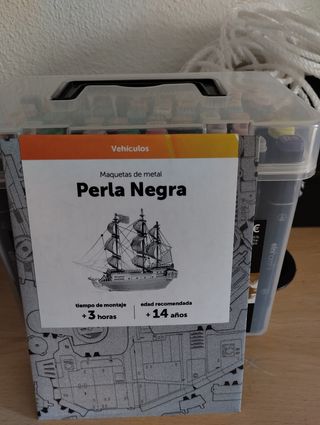 Vehículos
Maquetas de metal
Perla Negra
tiempo de montaje
+3 horas
edad recomendada
+14 años